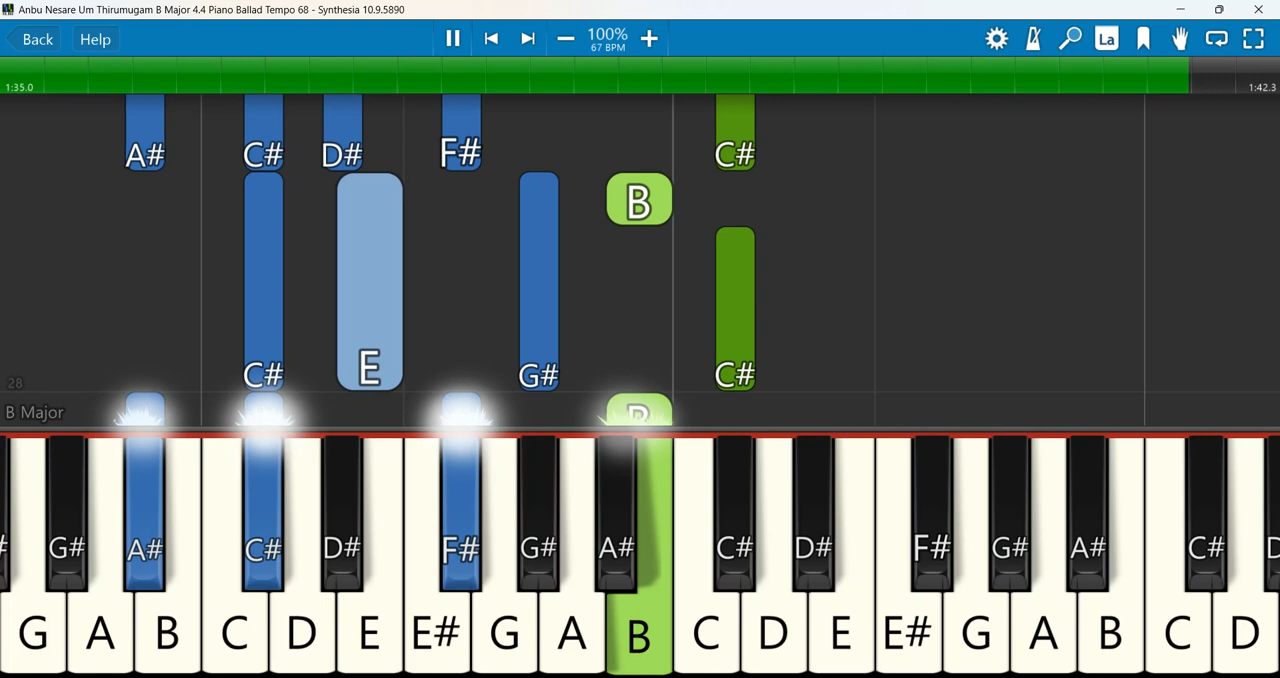 Anbu Nesare Um Thirumugam B Major 4.4 Piano Ballad Tempo 68 - Synthesia 10.9.5890
Back Help 100% La
67 BPM
1:35.0 1:42.3
A# C# D# F# C#
B
C# E G# C#
28
B Major B
# G# A# C# D# F# G# A# C# D# F# G# A# C# D
G A B C D E E# G A B C D E E# G A B C D